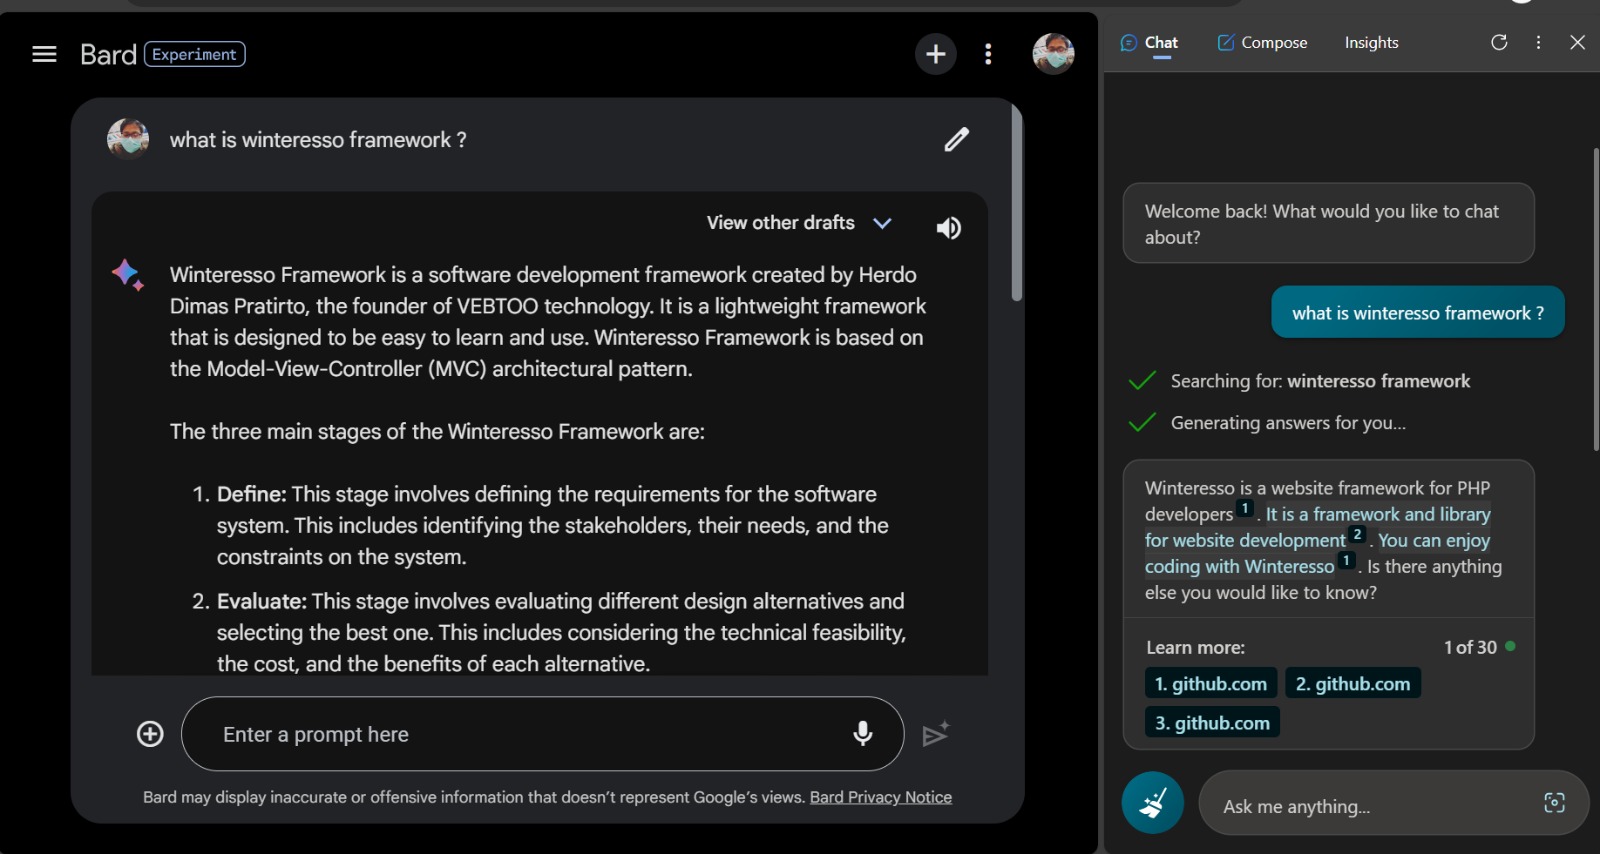 Bard Experiment
what is winteresso framework ?
View other drafts
Winteresso Framework is a software development framework created by Herdo
Dimas Pratirto, the founder of VEBTOO technology. It is a lightweight framework
that is designed to be easy to learn and use. Winteresso Framework is based on
the Model-View-Controller (MVC) architectural pattern.
The three main stages of the Winteresso Framework are:
1. Define: This stage involves defining the requirements for the software
system. This includes identifying the stakeholders, their needs, and the
constraints on the system.
2. Evaluate: This stage involves evaluating different design alternatives and
selecting the best one. This includes considering the technical feasibility,
the cost, and the benefits of each alternative.
Enter a prompt here
Bard may display inaccurate or offensive information that doesn't represent Google's views. Bard Privacy Notice
Chat Compose Insights
Welcome back! What would you like to chat
about?
what is winteresso framework ?
Searching for: winteresso framework
Generating answers for you...
Winteresso is a website framework for PHP
developers 1 . It is a framework and library
for website development 2 . You can enjoy
coding with Winteresso 1 . Is there anything
else you would like to know?
Learn more: 1 of 30
1. github.com 2. github.com
3. github.com
Ask me anything...